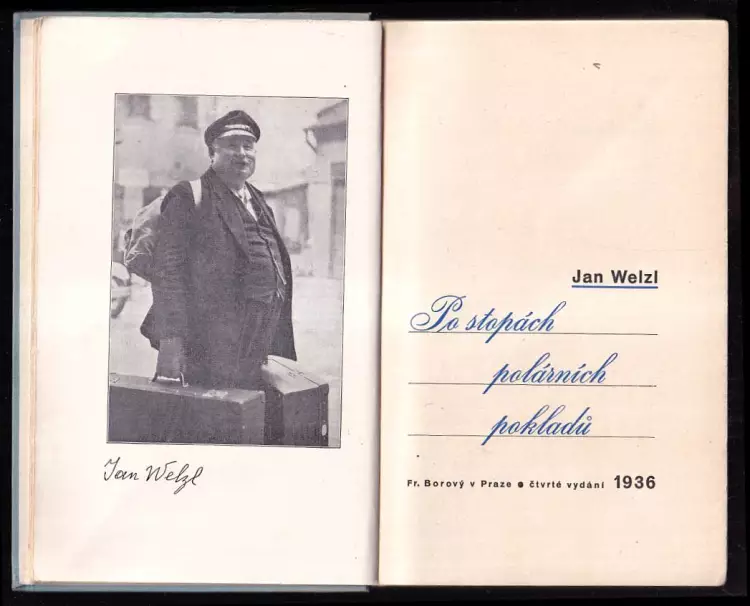 Jan Welzl
Jan Welzl
Po stopách
polárních
pokladů
Fr. Borový v Praze • čtvrté vydání 1936